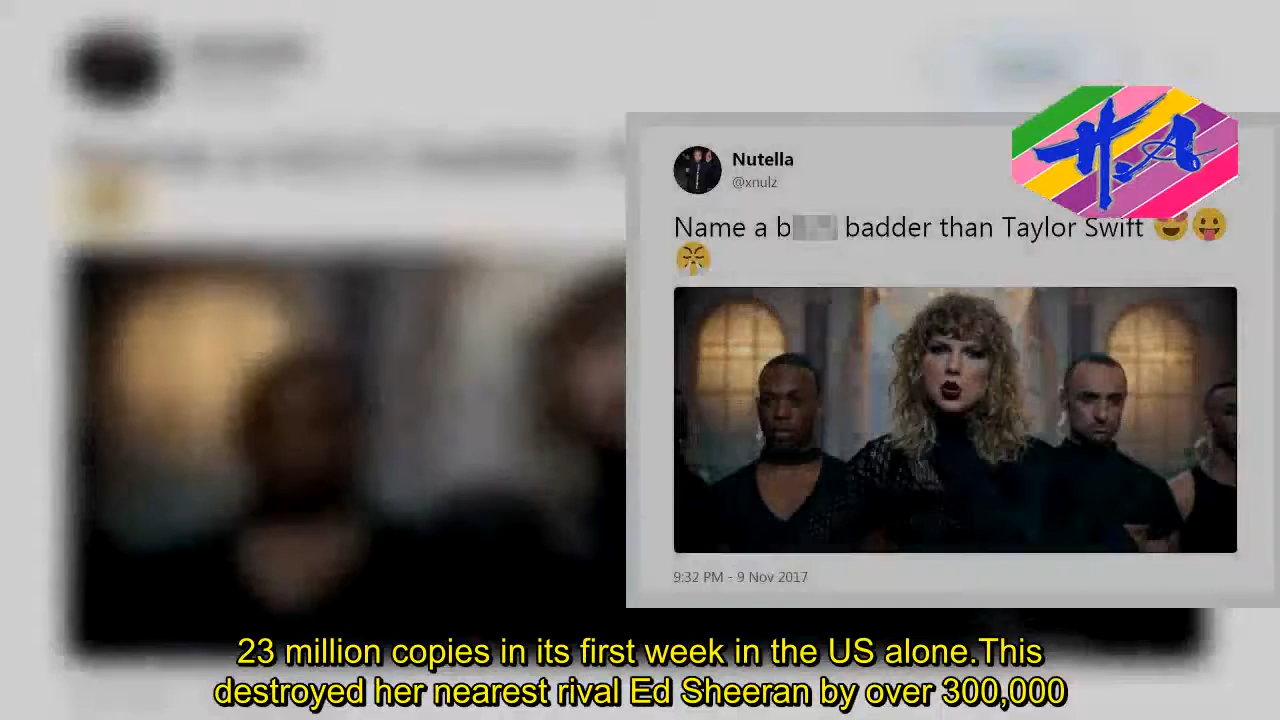 H.A
Nutella
@xnulz
Name a b badder than Taylor Swift 😍😛
😤
9:32 PM - 9 Nov 2017
23 million copies in its first week in the US alone.This
destroyed her nearest rival Ed Sheeran by over 300,000